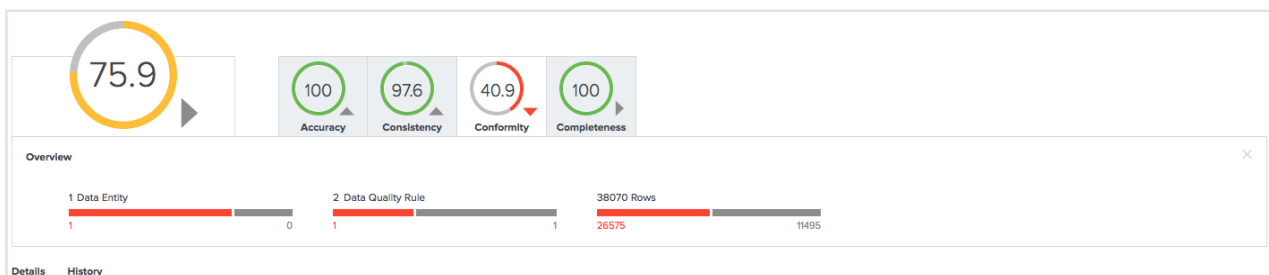 75.9
100
97.6
40.9
100
Accuracy
Consistency
Conformity
Completeness
Overview
1 Data Entity
2 Data Quality Rule
38070 Rows
1
0
1
1
26575
11495
Details
History